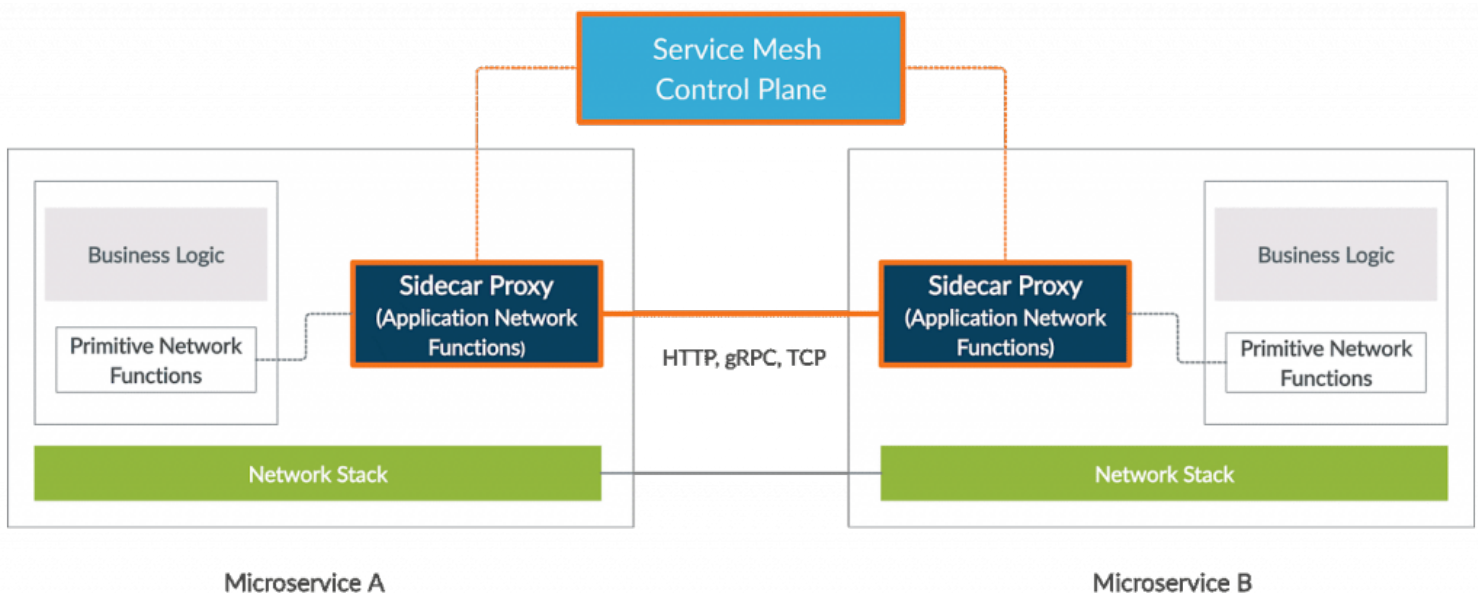 Service Mesh
Control Plane
Business Logic
Primitive Network
Functions
Sidecar Proxy
(Application Network
Functions)
HTTP, gRPC, TCP
Sidecar Proxy
(Application Network
Functions)
Business Logic
Primitive Network
Functions
Network Stack
Network Stack
Microservice A
Microservice B